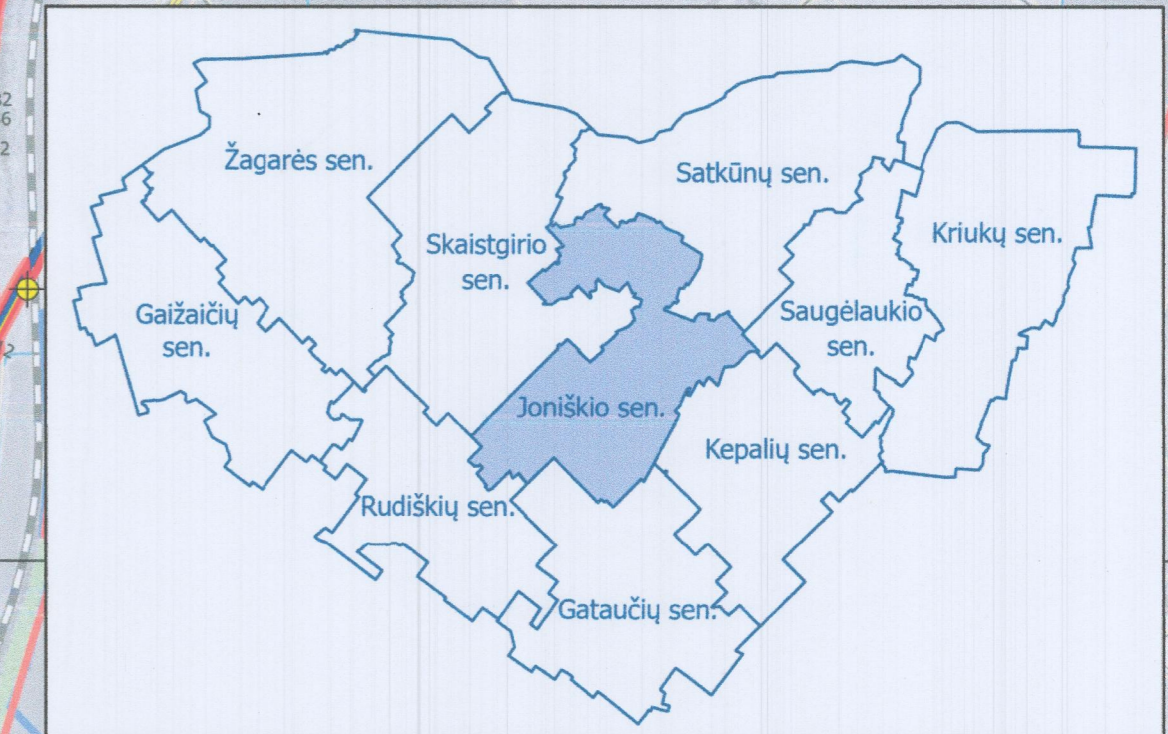 Žagarės sen.
Satkūnų sen.
Skaistgirio
sen.
Kriukų sen.
Gaižaičių
sen.
Saugėlaukio
sen.
Joniškio sen.
Kepalių sen.
Rudiškių sen.
Gataučių sen.